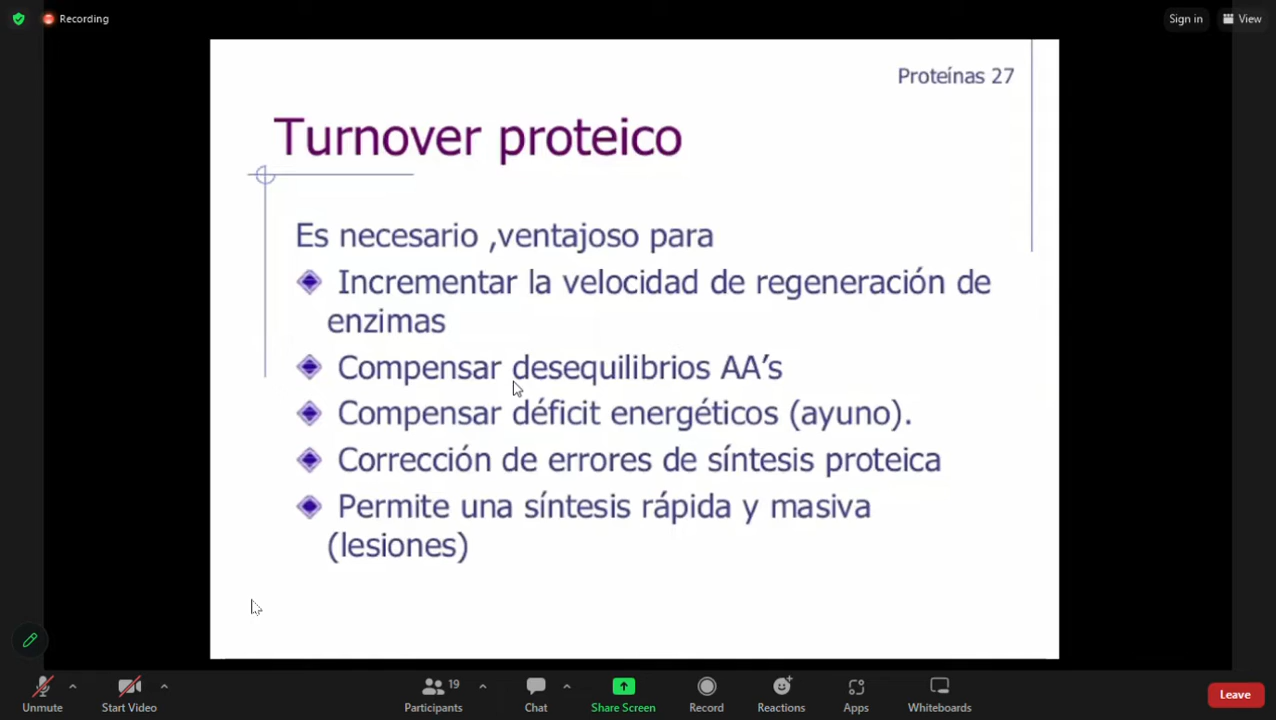 Recording
Sign in
View
Proteínas 27
Turnover proteico
Es necesario ,ventajoso para
Incrementar la velocidad de regeneración de
enzimas
Compensar desequilibrios AA's
Compensar déficit energéticos (ayuno).
Corrección de errores de síntesis proteica
Permite una síntesis rápida y masiva
(lesiones)
Unmute
Start Video
19
Participants
Chat
Share Screen
Record
Reactions
Apps
Whiteboards
Leave